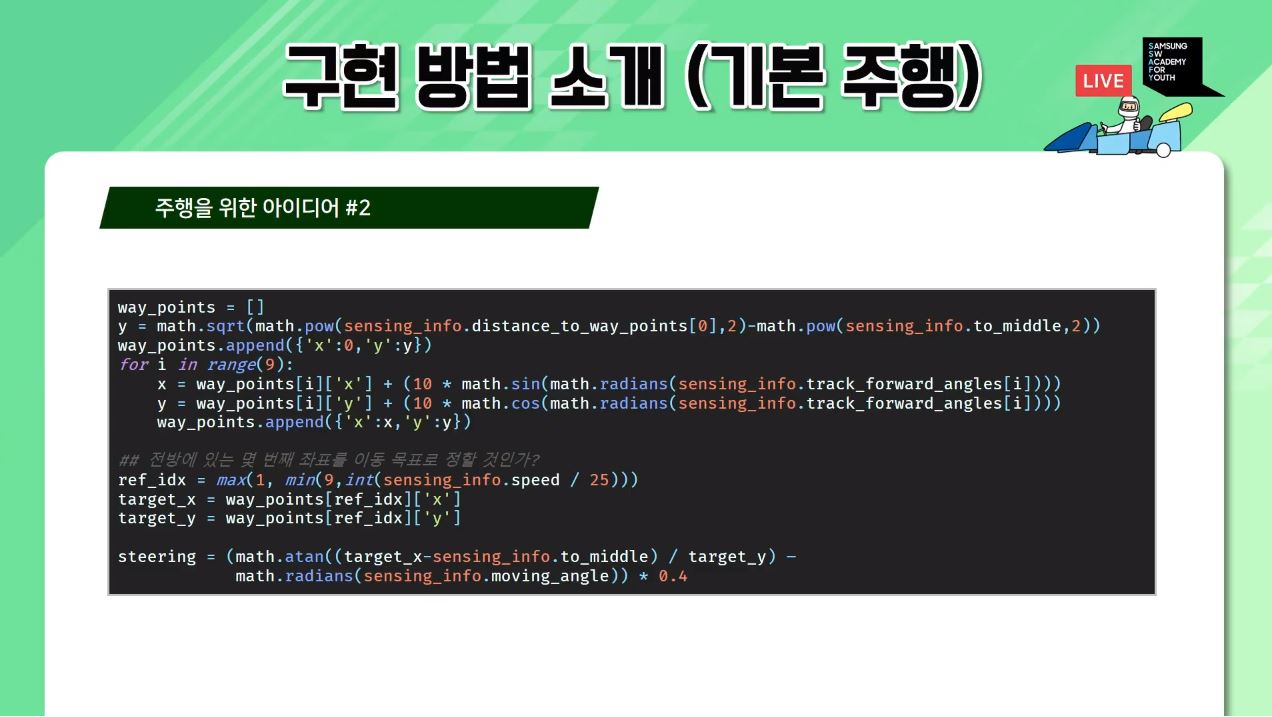 구현 방법 소개 (기본 주행)
LIVE
SAMSUNG
SW
ACADEMY
FOR
YOUTH
주행을 위한 아이디어 #2
way_points = []
y = math.sqrt(math.pow(sensing_info.distance_to_way_points[0],2)-math.pow(sensing_info.to_middle,2))
way_points.append({'x':0,'y':y})
for i in range(9):
    x = way_points[i]['x'] + (10 * math.sin(math.radians(sensing_info.track_forward_angles[i])))
    y = way_points[i]['y'] + (10 * math.cos(math.radians(sensing_info.track_forward_angles[i])))
    way_points.append({'x':x,'y':y})
## 전방에 있는 몇 번째 좌표를 이동 목표로 정할 것인가?
ref_idx = max(1, min(9,int(sensing_info.speed / 25)))
target_x = way_points[ref_idx]['x']
target_y = way_points[ref_idx]['y']
steering = (math.atan((target_x-sensing_info.to_middle) / target_y) –
            math.radians(sensing_info.moving_angle)) * 0.4